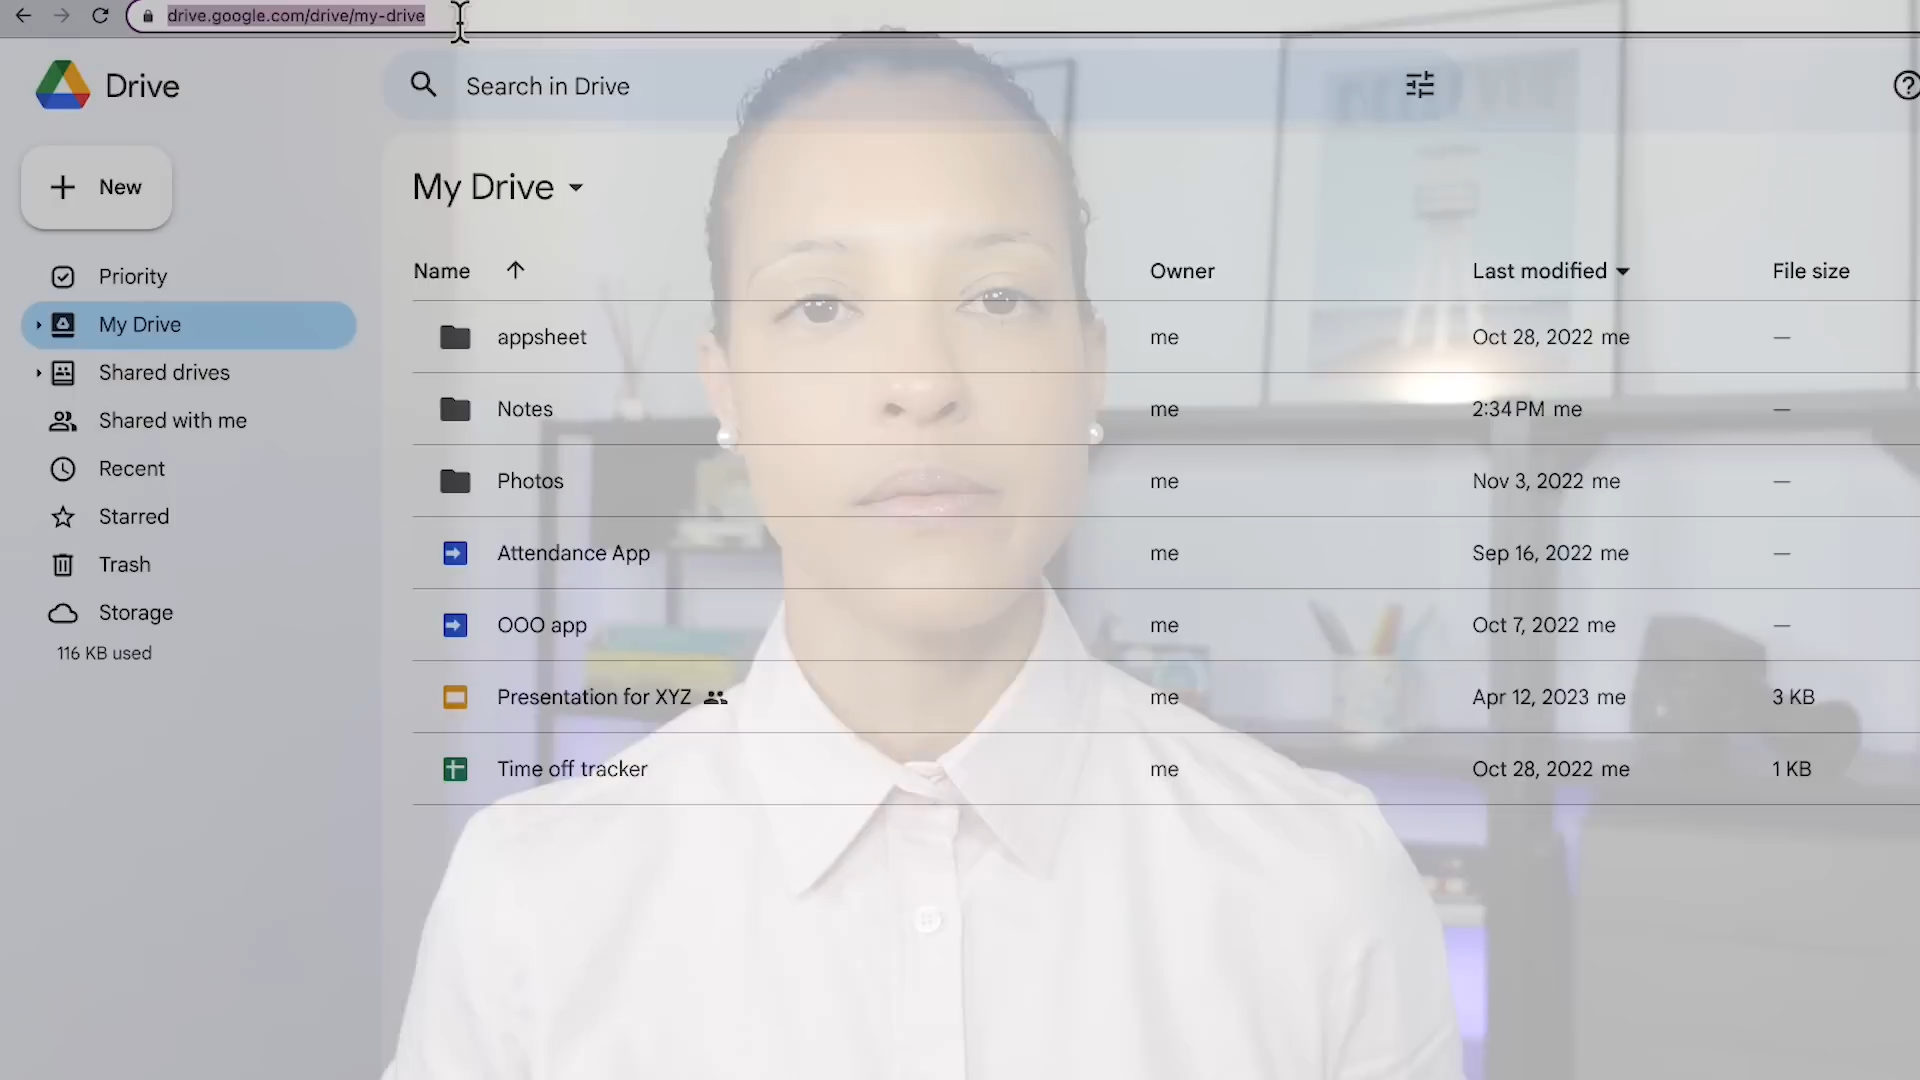 drive.google.com/drive/my-drive
Drive
Search in Drive
New
My Drive
Priority
My Drive
Shared drives
Shared with me
Recent
Starred
Trash
Storage
116 KB used
Name Owner Last modified File size
appsheet me Oct 28, 2022 me —
Notes me 2:34 PM me —
Photos me Nov 3, 2022 me —
Attendance App me Sep 16, 2022 me —
OOO app me Oct 7, 2022 me —
Presentation for XYZ me Apr 12, 2023 me 3 KB
Time off tracker me Oct 28, 2022 me 1 KB